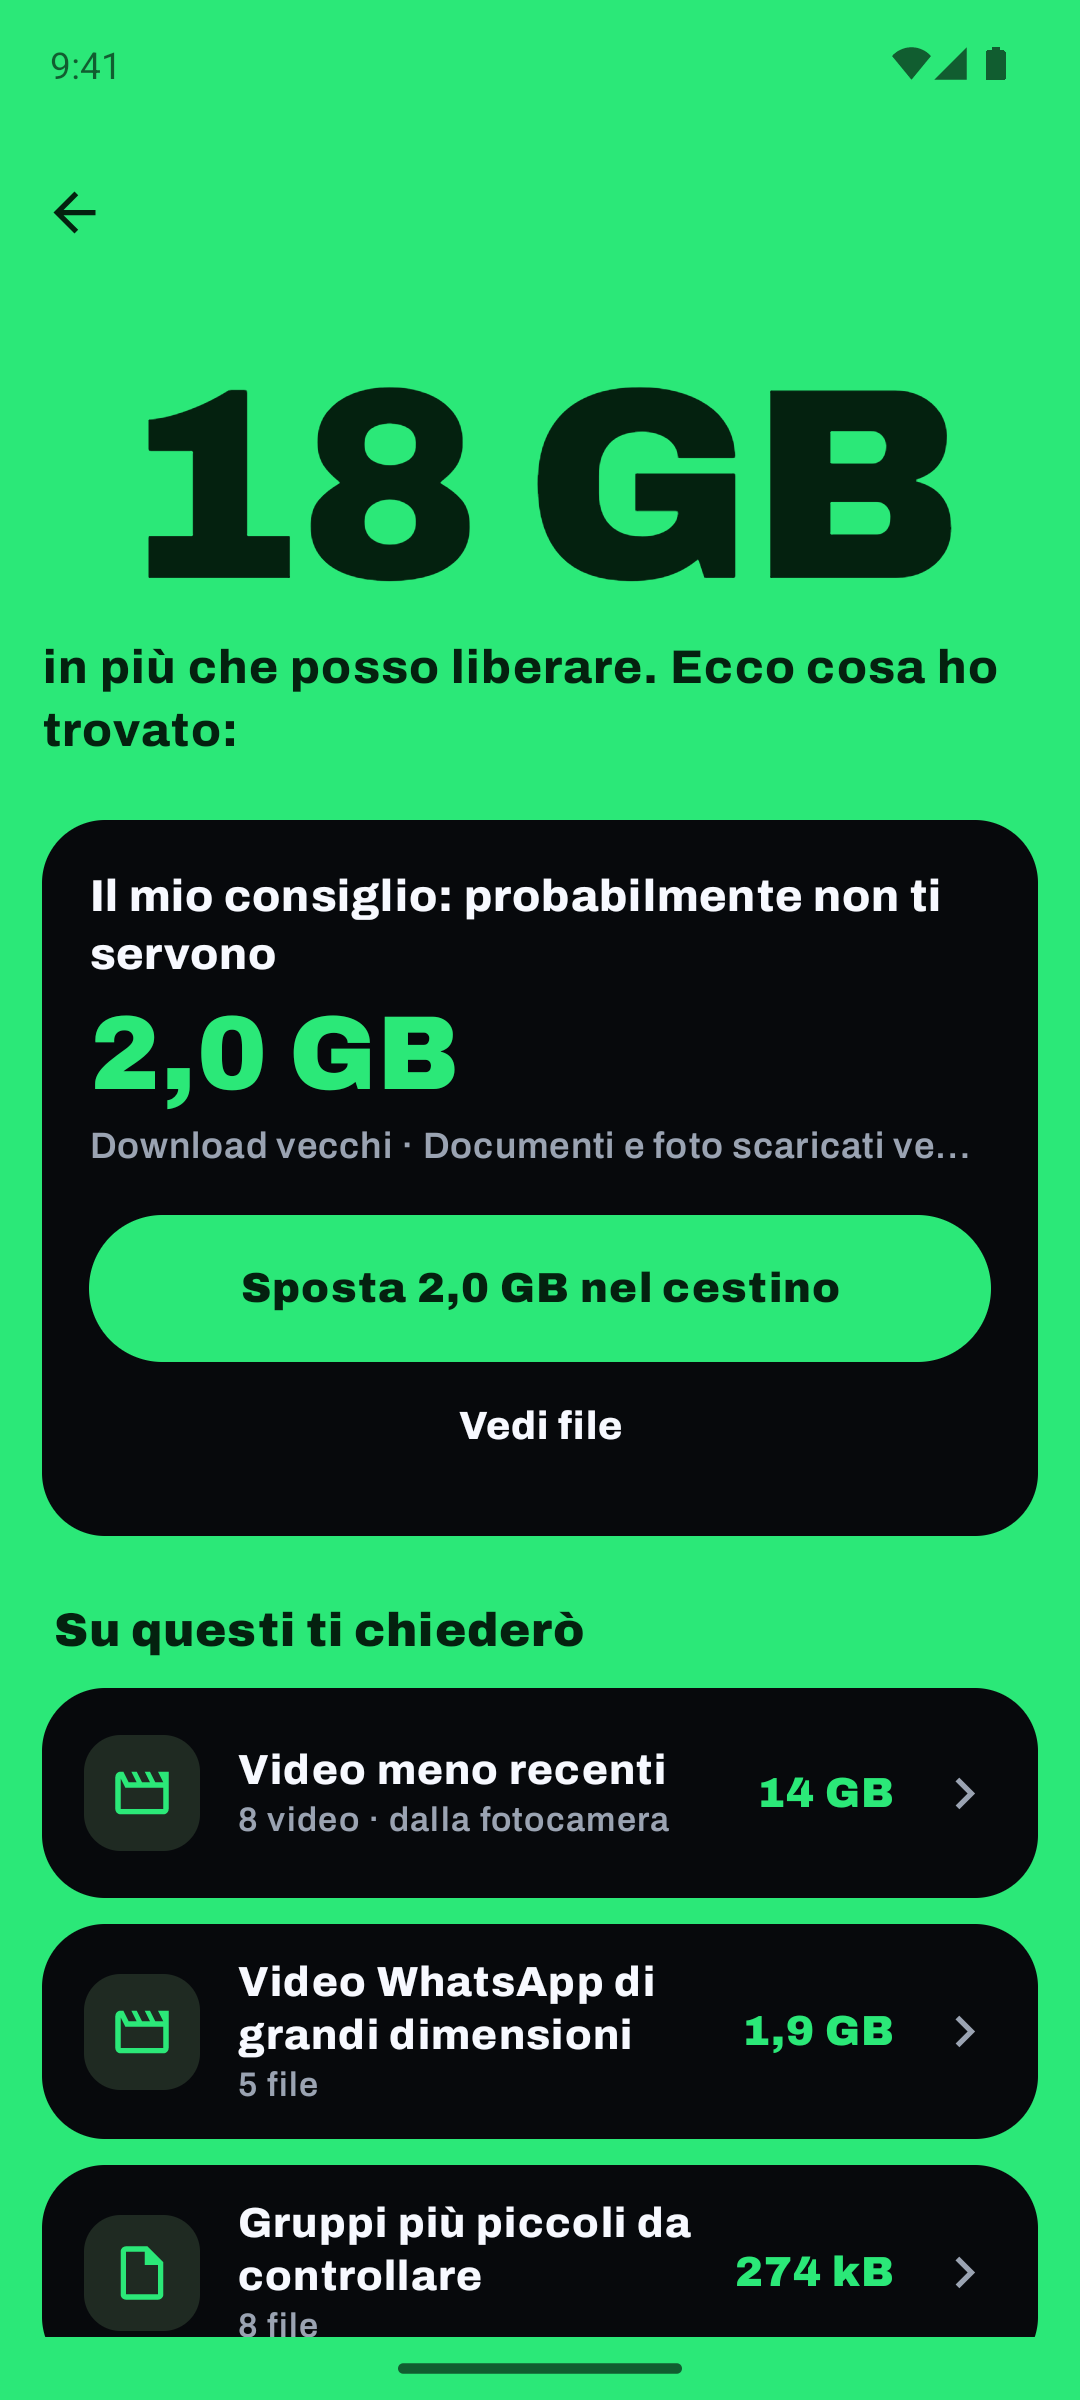 9:41
18 GB
in più che posso liberare. Ecco cosa ho
trovato:
Il mio consiglio: probabilmente non ti
servono
2,0 GB
Download vecchi · Documenti e foto scaricati ve…
Sposta 2,0 GB nel cestino
Vedi file
Su questi ti chiederò
Video meno recenti
8 video · dalla fotocamera
14 GB
Video WhatsApp di
grandi dimensioni
5 file
1,9 GB
Gruppi più piccoli da
controllare
8 file
274 kB